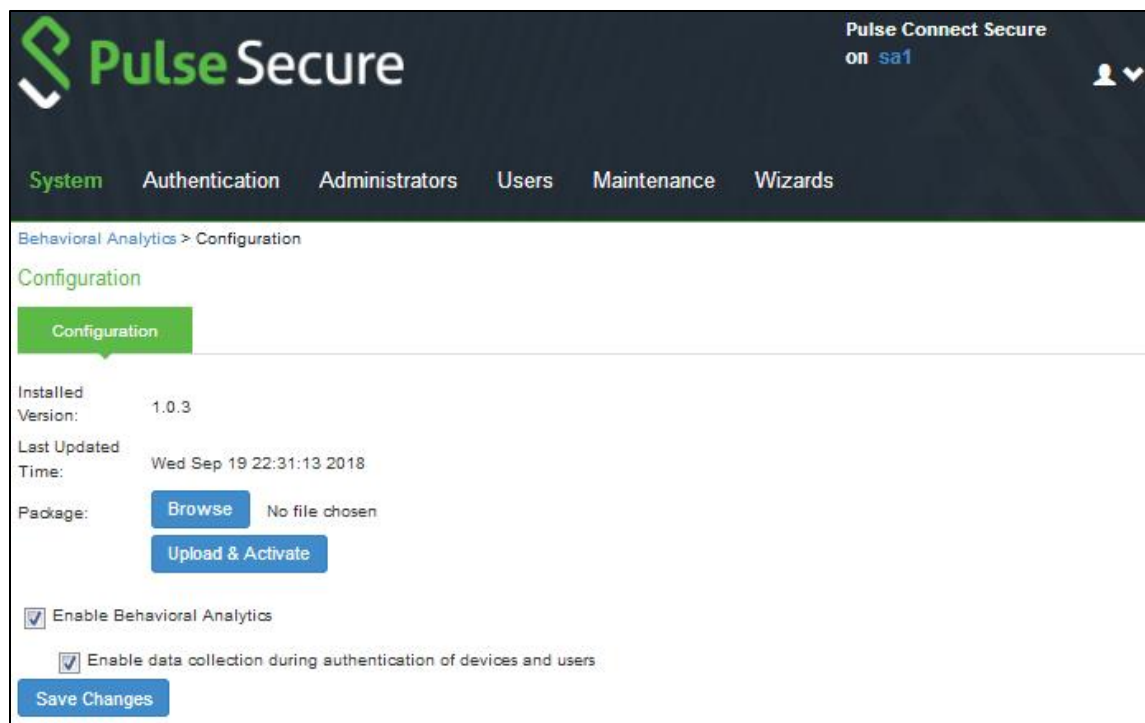 Pulse Secure
Pulse Connect Secure
on sa1
System Authentication Administrators Users Maintenance Wizards
Behavioral Analytics > Configuration
Configuration
Configuration
Installed
Version:
1.0.3
Last Updated
Time:
Wed Sep 19 22:31:13 2018
Package:
Browse No file chosen
Upload & Activate
Enable Behavioral Analytics
Enable data collection during authentication of devices and users
Save Changes